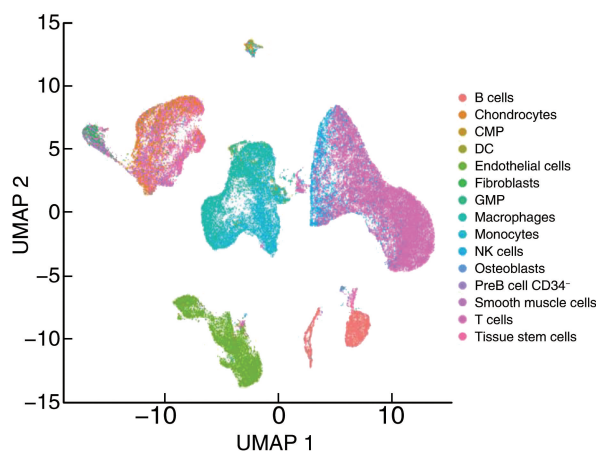 15
10
5
0
−5
−10
−15
UMAP 2
−10
0
10
UMAP 1
B cells
Chondrocytes
CMP
DC
Endothelial cells
Fibroblasts
GMP
Macrophages
Monocytes
NK cells
Osteoblasts
PreB cell CD34⁻
Smooth muscle cells
T cells
Tissue stem cells